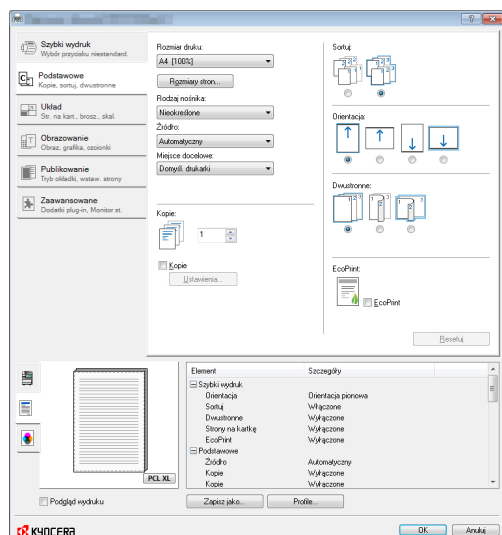 Szybki wydruk
Wybór przycisku niestandard.
Podstawowe
Kopie, sortuj, dwustronne
Układ
Str. na kart., brosz., skal.
Obrazowanie
Obraz, grafika, czcionki
Publikowanie
Tryb okładki, wstaw. strony
Zaawansowane
Dodatki plug-in, Monitor st.
Rozmiar druku:
A4 [100%]
Rozmiary stron...
Rodzaj nośnika:
Nieokreślone
Źródło:
Automatyczny
Miejsce docelowe:
Domyśl. drukarki
Kopie:
1
Kopie
Ustawienia...
Sortuj:
Orientacja:
Dwustronne:
EcoPrint:
EcoPrint
Resetuj
PCL XL
Podgląd wydruku
Element Szczegóły
Szybki wydruk
Orientacja Orientacja pionowa
Sortuj Włączone
Dwustronne Wyłączone
Strony na kartkę Wyłączone
EcoPrint Wyłączone
Podstawowe
Źródło Automatyczny
Kopie Wyłączone
Kopie Wyłączone
Zapisz jako... Profile...
KYOCERA
OK Anuluj